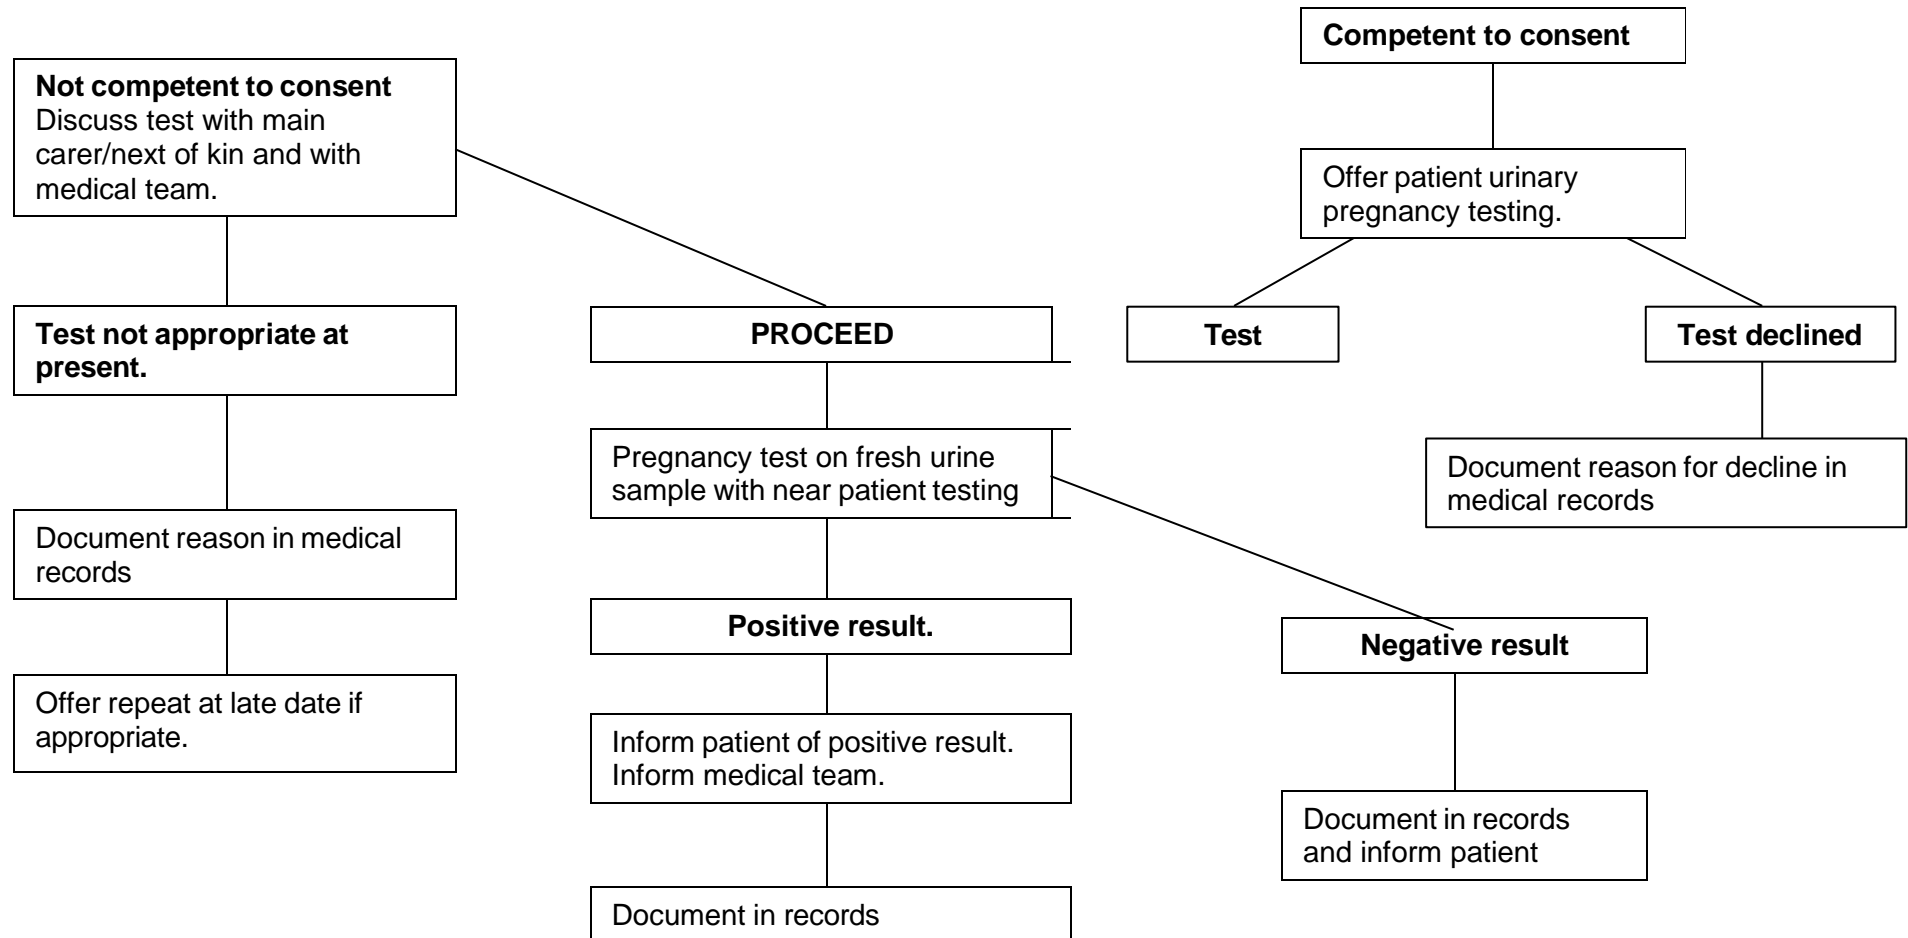 Competent to consent
Not competent to consent
Discuss test with main
carer/next of kin and with
medical team.
Offer patient urinary
pregnancy testing.
Test not appropriate at
present.
PROCEED
Test
Test declined
Pregnancy test on fresh urine
sample with near patient testing
Document reason for decline in
medical records
Document reason in medical
records
Positive result.
Negative result
Offer repeat at late date if
appropriate.
Inform patient of positive result.
Inform medical team.
Document in records
and inform patient
Document in records